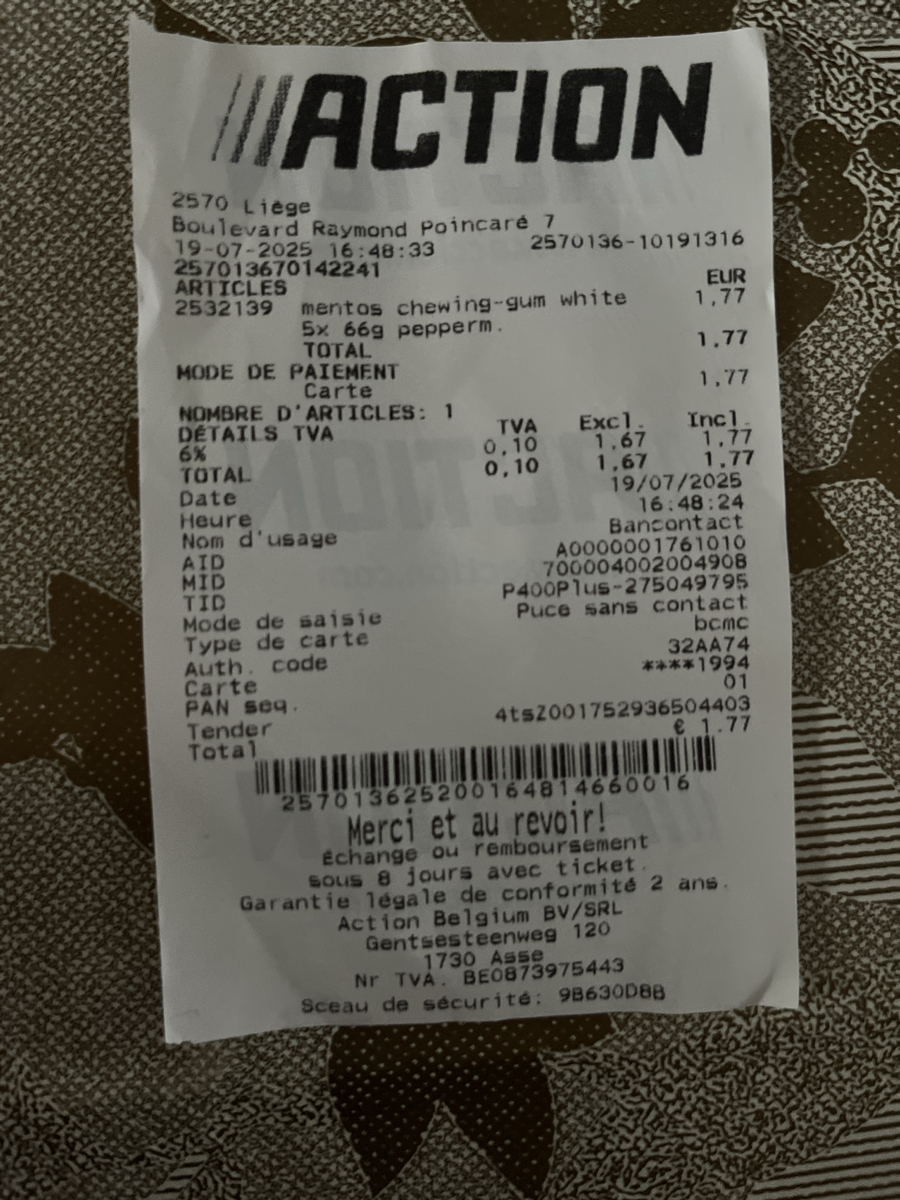 ACTION
2570 Liège
Boulevard Raymond Poincaré 7
19-07-2025 16:48:33 2570136-10191316
257013670142241
ARTICLES EUR
2532139 mentos chewing-gum white 1,77
5x 66g pepperm.
TOTAL 1,77
MODE DE PAIEMENT
Carte 1,77
NOMBRE D'ARTICLES: 1
DÉTAILS TVA TVA Excl. Incl.
6% 0,10 1,67 1,77
TOTAL 0,10 1,67 1,77
Date 19/07/2025
Heure 16:48:24
Nom d'usage Bancontact
AID A0000001761010
MID 700004002004908
TID P400Plus-275049795
Mode de saisie Puce sans contact
Type de carte bcmc
Auth. code 32AA74
Carte ****1994
PAN seq. 01
Tender 4tsZ001752936504403
Total € 1.77
257013625200164814660016
Merci et au revoir!
Échange ou remboursement
sous 8 jours avec ticket.
Garantie légale de conformité 2 ans.
Action Belgium BV/SRL
Gentsesteenweg 120
1730 Asse
Nr TVA. BE0873975443
Sceau de sécurité: 9B630D8B